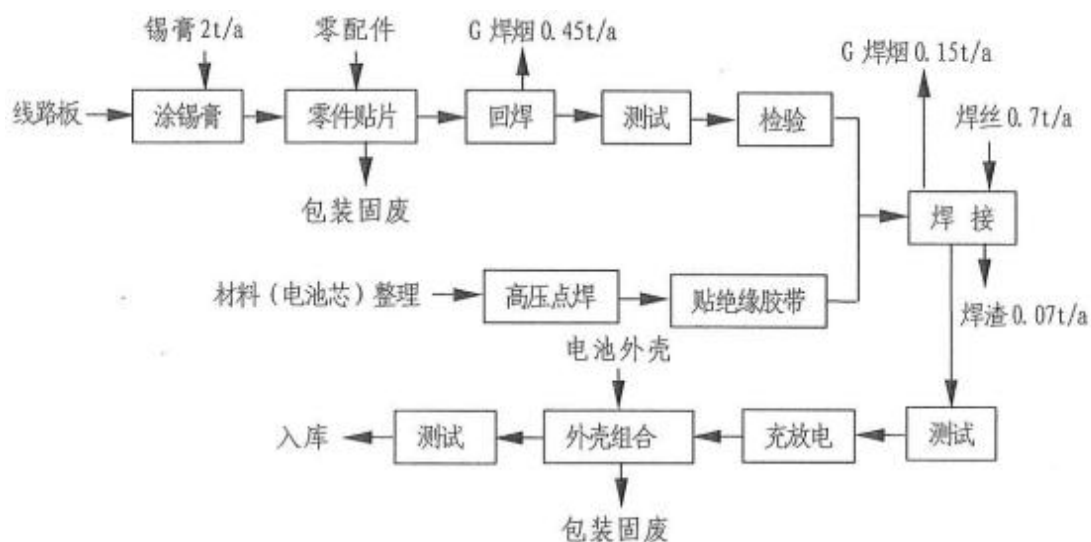 锡膏2t/a
零配件
G 焊烟0.45t/a
G 焊烟0.15t/a
线路板
涂锡膏
零件贴片
回焊
测试
检验
焊丝0.7t/a
包装固废
焊 接
材料(电池芯)整理
高压点焊
贴绝缘胶带
焊渣0.07t/a
电池外壳
入库
测试
外壳组合
充放电
测试
包装固废